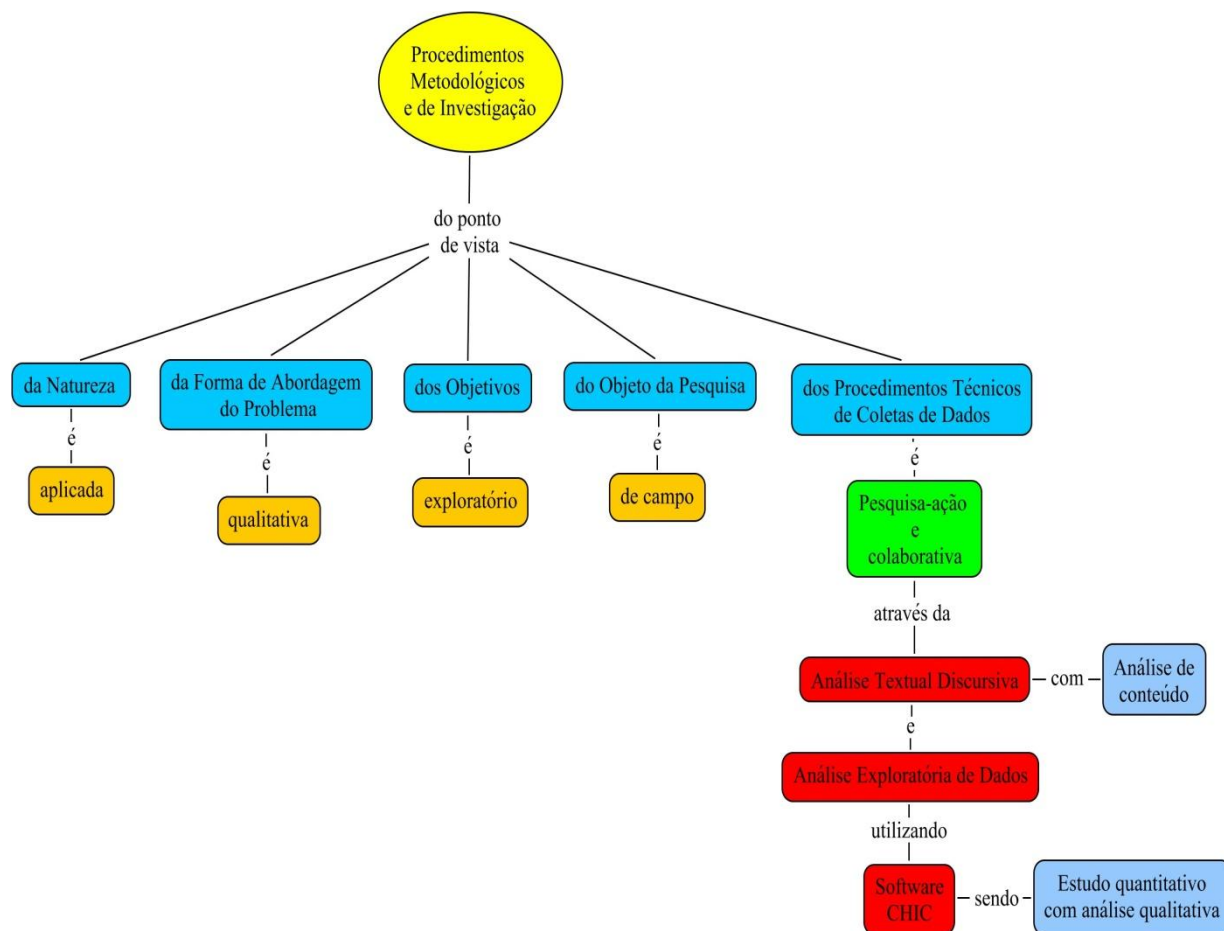 Procedimentos
Metodológicos
e de Investigação
do ponto
de vista
da Natureza
é
aplicada
da Forma de Abordagem
do Problema
é
qualitativa
dos Objetivos
é
exploratório
do Objeto da Pesquisa
é
de campo
dos Procedimentos Técnicos
de Coletas de Dados
é
Pesquisa-ação
e
colaborativa
através da
Análise Textual Discursiva
com
Análise de
conteúdo
e
Análise Exploratória de Dados
utilizando
Software
CHIC
sendo
Estudo quantitativo
com análise qualitativa